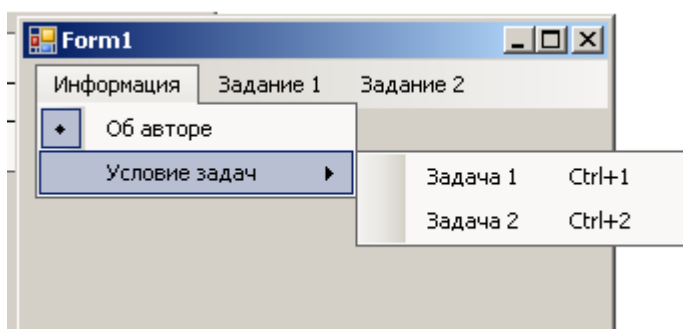 Form1
Информация Задание 1 Задание 2
Об авторе
Условие задач
Задача 1 Ctrl+1
Задача 2 Ctrl+2